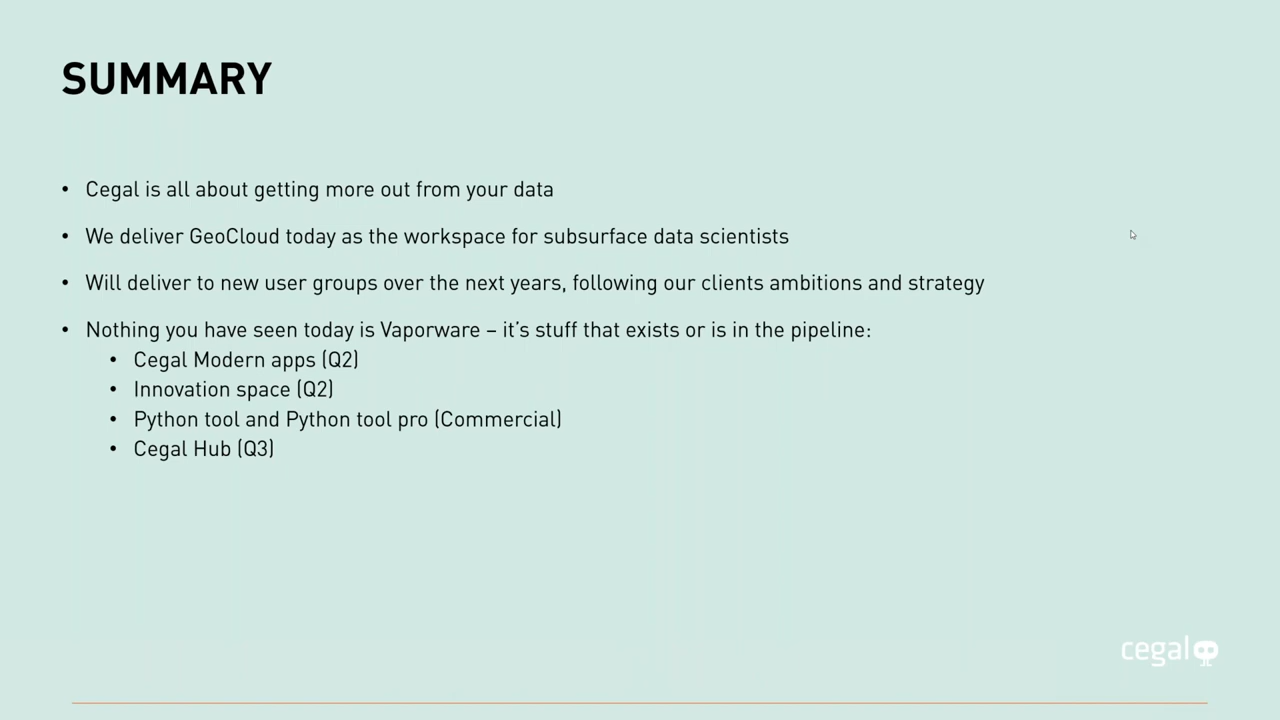 SUMMARY
• Cegal is all about getting more out from your data
• We deliver GeoCloud today as the workspace for subsurface data scientists
• Will deliver to new user groups over the next years, following our clients ambitions and strategy
• Nothing you have seen today is Vaporware – it's stuff that exists or is in the pipeline:
• Cegal Modern apps (Q2)
• Innovation space (Q2)
• Python tool and Python tool pro (Commercial)
• Cegal Hub (Q3)
cegal